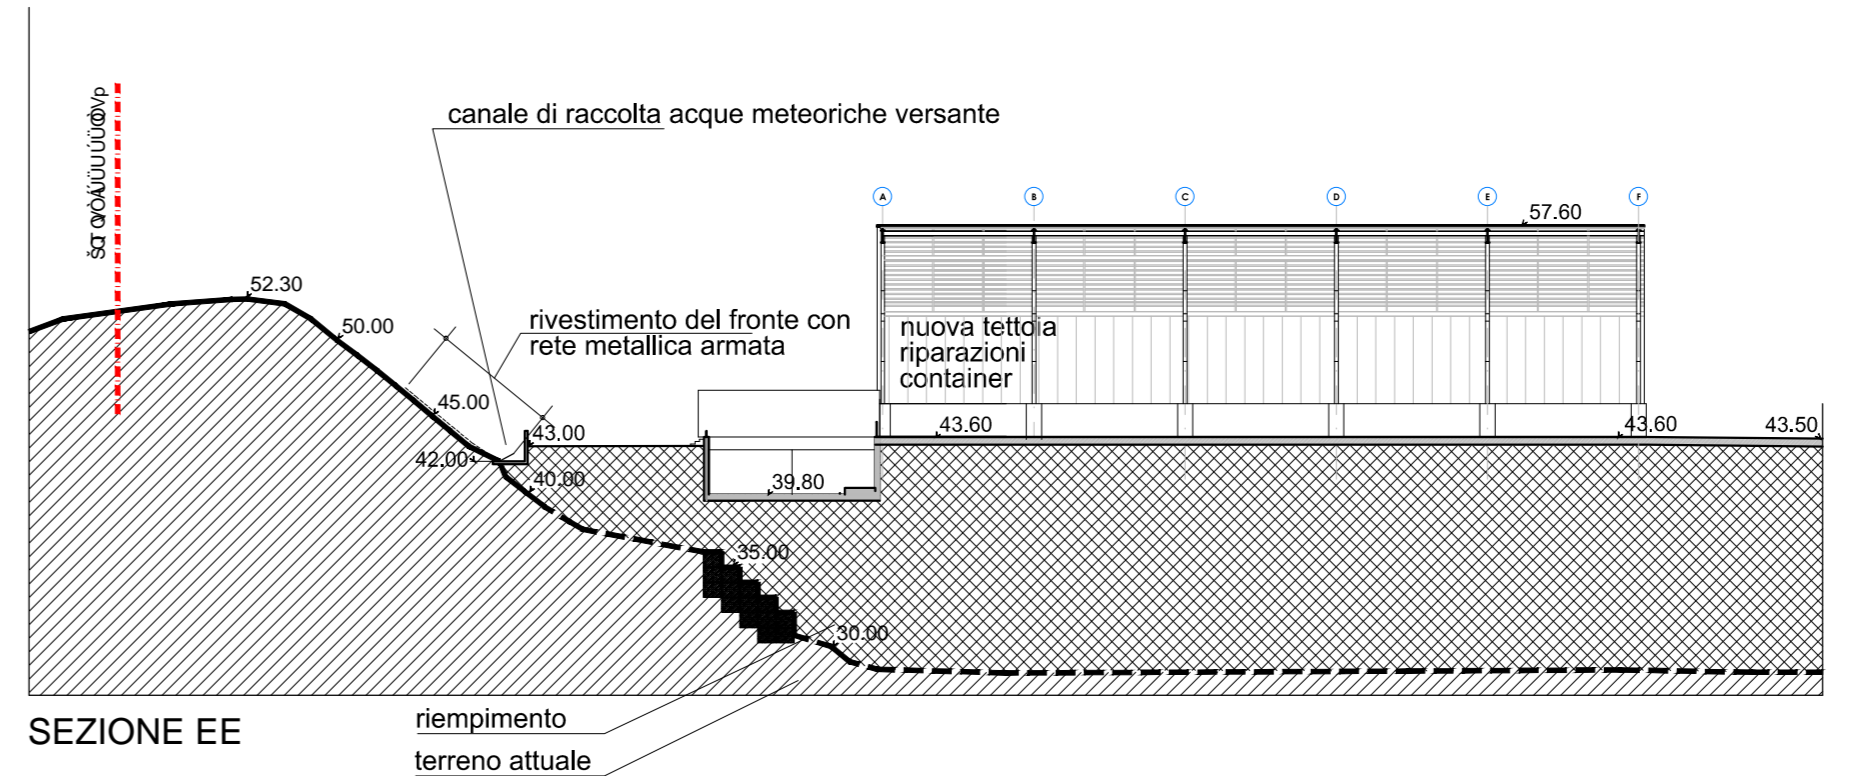 canale di raccolta acque meteoriche versante
A B C D E F
57.60
52.30
50.00
rivestimento del fronte con
rete metallica armata
nuova tettoia
riparazioni
container
45.00
43.00
43.60
43.60
43.50
42.00
40.00
39.80
35.00
30.00
riempimento
SEZIONE EE
terreno attuale